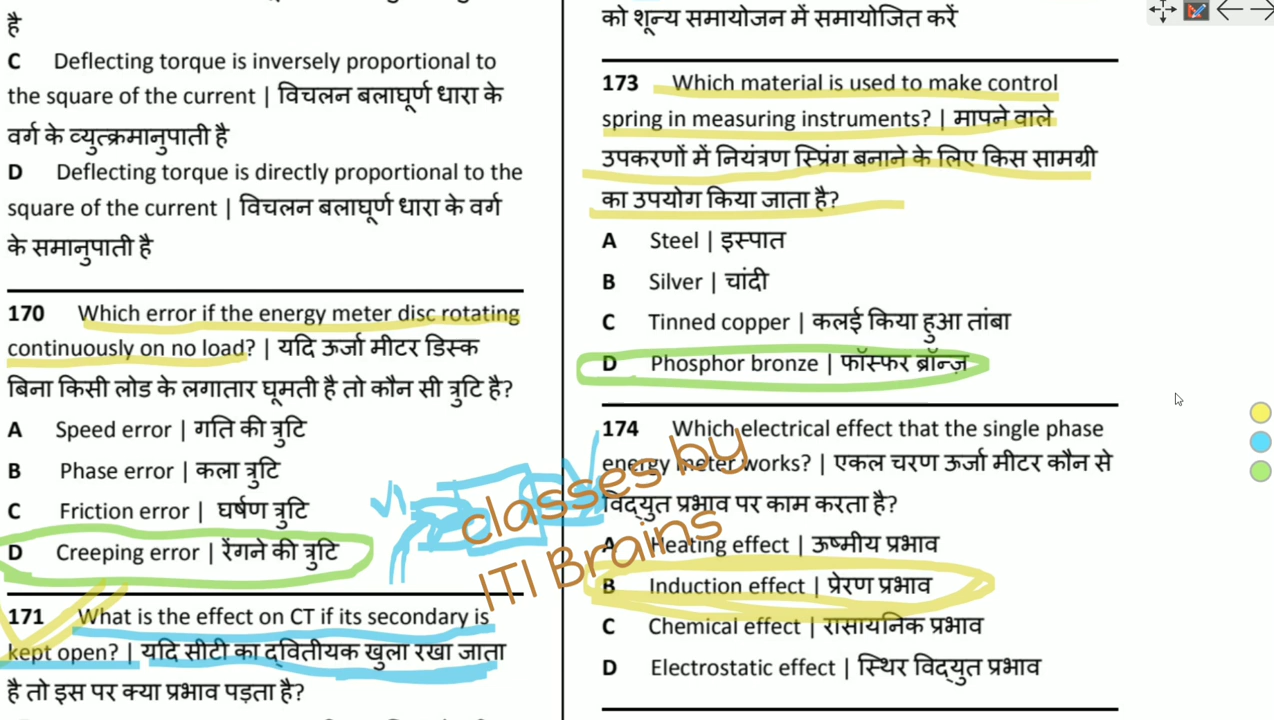 है
C Deflecting torque is inversely proportional to
the square of the current | विचलन बलाघूर्ण धारा के
वर्ग के व्युत्क्रमानुपाती है
D Deflecting torque is directly proportional to the
square of the current | विचलन बलाघूर्ण धारा के वर्ग
के समानुपाती है
170 Which error if the energy meter disc rotating
continuously on no load? | यदि ऊर्जा मीटर डिस्क
बिना किसी लोड के लगातार घूमती है तो कौन सी त्रुटि है?
A Speed error | गति की त्रुटि
B Phase error | कला त्रुटि
C Friction error | घर्षण त्रुटि
D Creeping error | रेंगने की त्रुटि
171 What is the effect on CT if its secondary is
kept open? | यदि सीटी का द्वितीयक खुला रखा जाता
है तो इस पर क्या प्रभाव पड़ता है?
को शून्य समायोजन में समायोजित करें
173 Which material is used to make control
spring in measuring instruments? | मापने वाले
उपकरणों में नियंत्रण स्प्रिंग बनाने के लिए किस सामग्री
का उपयोग किया जाता है?
A Steel | इस्पात
B Silver | चांदी
C Tinned copper | कलई किया हुआ तांबा
D Phosphor bronze | फॉस्फर ब्रॉन्ज़
174 Which electrical effect that the single phase
energy meter works? | एकल चरण ऊर्जा मीटर कौन से
विद्युत प्रभाव पर काम करता है?
A Heating effect | ऊष्मीय प्रभाव
B Induction effect | प्रेरण प्रभाव
C Chemical effect | रासायनिक प्रभाव
D Electrostatic effect | स्थिर विद्युत प्रभाव
classes by
ITI Brains